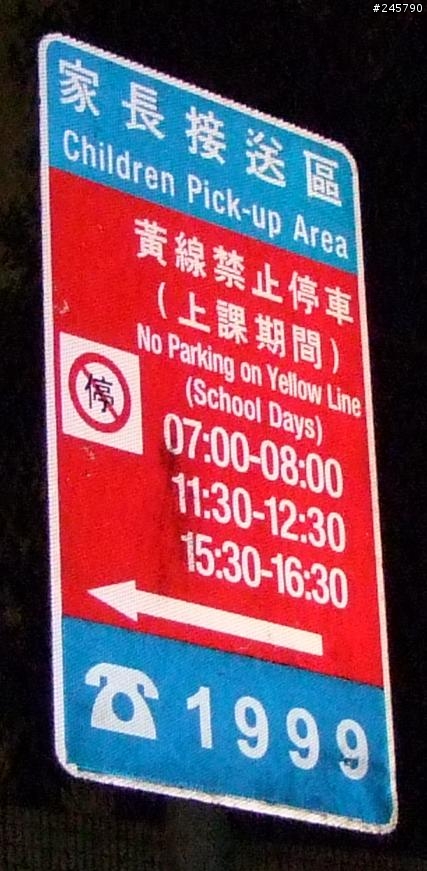 #245790
家長接送區
Children Pick-up Area
黃線禁止停車
(上課期間)
No Parking on Yellow Line
(School Days)
停
07:00-08:00
11:30-12:30
15:30-16:30
1999